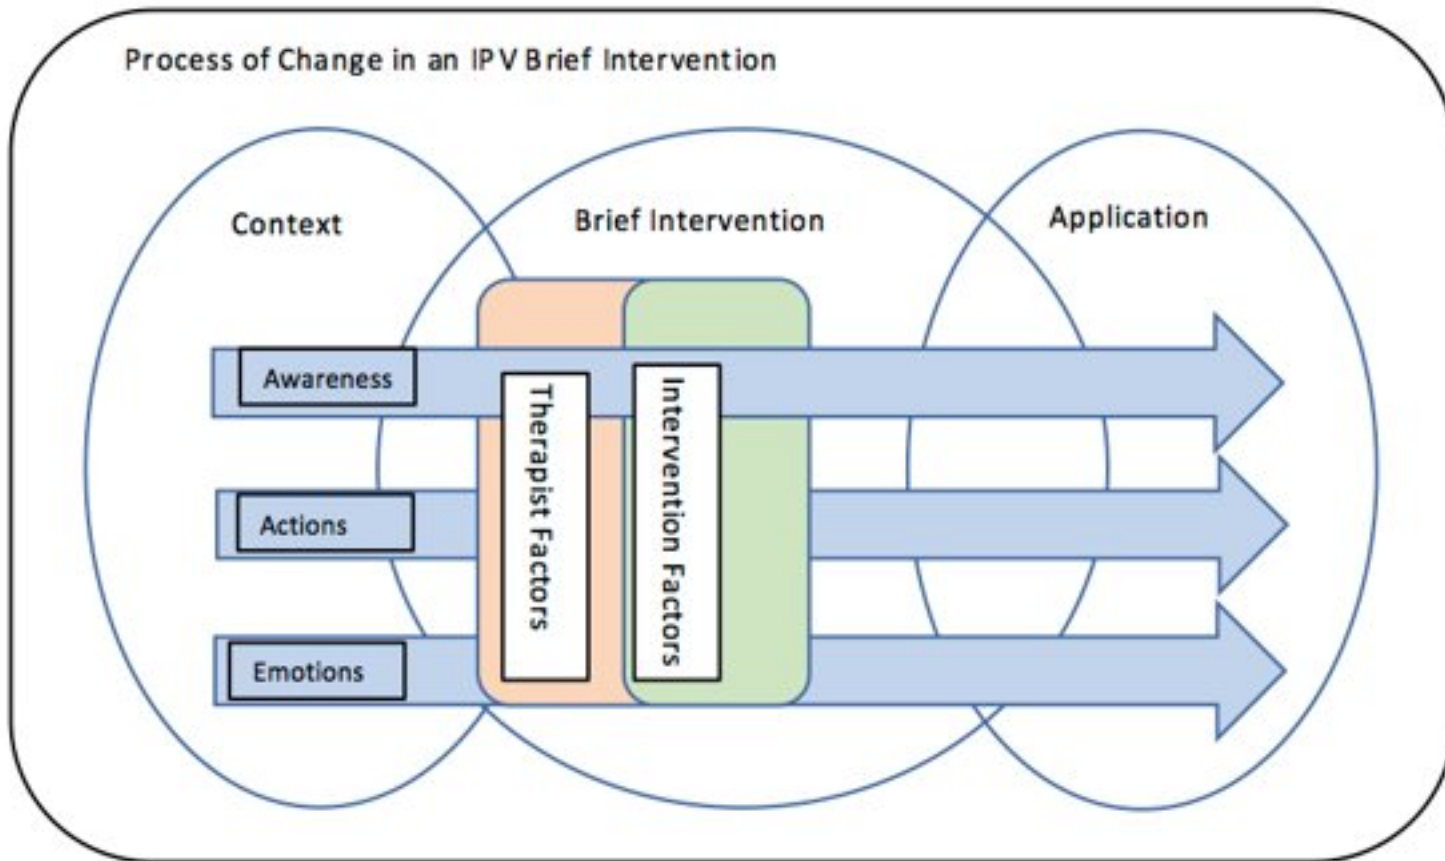 Process of Change in an IPV Brief Intervention
Context
Brief Intervention
Application
Awareness
Actions
Emotions
Therapist Factors
Intervention Factors